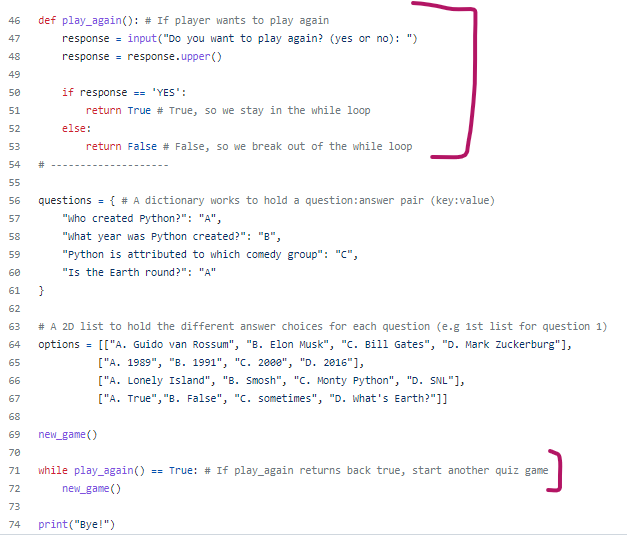 46 def play_again(): # If player wants to play again
47     response = input("Do you want to play again? (yes or no): ")
48     response = response.upper()
49
50     if response == 'YES':
51         return True # True, so we stay in the while loop
52     else:
53         return False # False, so we break out of the while loop
54 # --------------------
55
56 questions = { # A dictionary works to hold a question:answer pair (key:value)
57     "Who created Python?": "A",
58     "What year was Python created?": "B",
59     "Python is attributed to which comedy group": "C",
60     "Is the Earth round?": "A"
61 }
62
63 # A 2D list to hold the different answer choices for each question (e.g 1st list for question 1)
64 options = [["A. Guido van Rossum", "B. Elon Musk", "C. Bill Gates", "D. Mark Zuckerburg"],
65           ["A. 1989", "B. 1991", "C. 2000", "D. 2016"],
66           ["A. Lonely Island", "B. Smosh", "C. Monty Python", "D. SNL"],
67           ["A. True","B. False", "C. sometimes", "D. What's Earth?"]]
68
69 new_game()
70
71 while play_again() == True: # If play_again returns back true, start another quiz game
72     new_game()
73
74 print("Bye!")